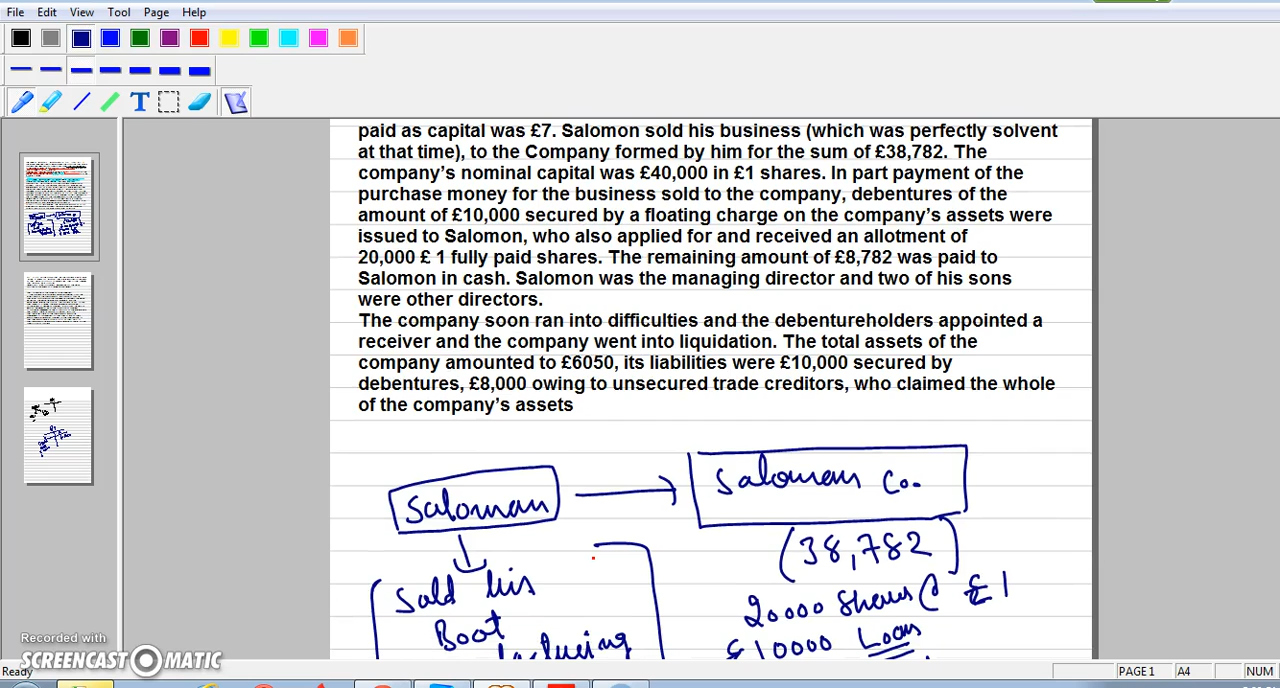 File Edit View Tool Page Help
paid as capital was £7. Salomon sold his business (which was perfectly solvent
at that time), to the Company formed by him for the sum of £38,782. The
company's nominal capital was £40,000 in £1 shares. In part payment of the
purchase money for the business sold to the company, debentures of the
amount of £10,000 secured by a floating charge on the company's assets were
issued to Salomon, who also applied for and received an allotment of
20,000 £ 1 fully paid shares. The remaining amount of £8,782 was paid to
Salomon in cash. Salomon was the managing director and two of his sons
were other directors.
The company soon ran into difficulties and the debentureholders appointed a
receiver and the company went into liquidation. The total assets of the
company amounted to £6050, its liabilities were £10,000 secured by
debentures, £8,000 owing to unsecured trade creditors, who claimed the whole
of the company's assets
Saloman
Saloman Co.
(38,782)
Sold his
Boot
20000 Shares @ £1
£10000 Loan
Recorded with
SCREENCAST O MATIC
Ready
PAGE1 A4 NUM